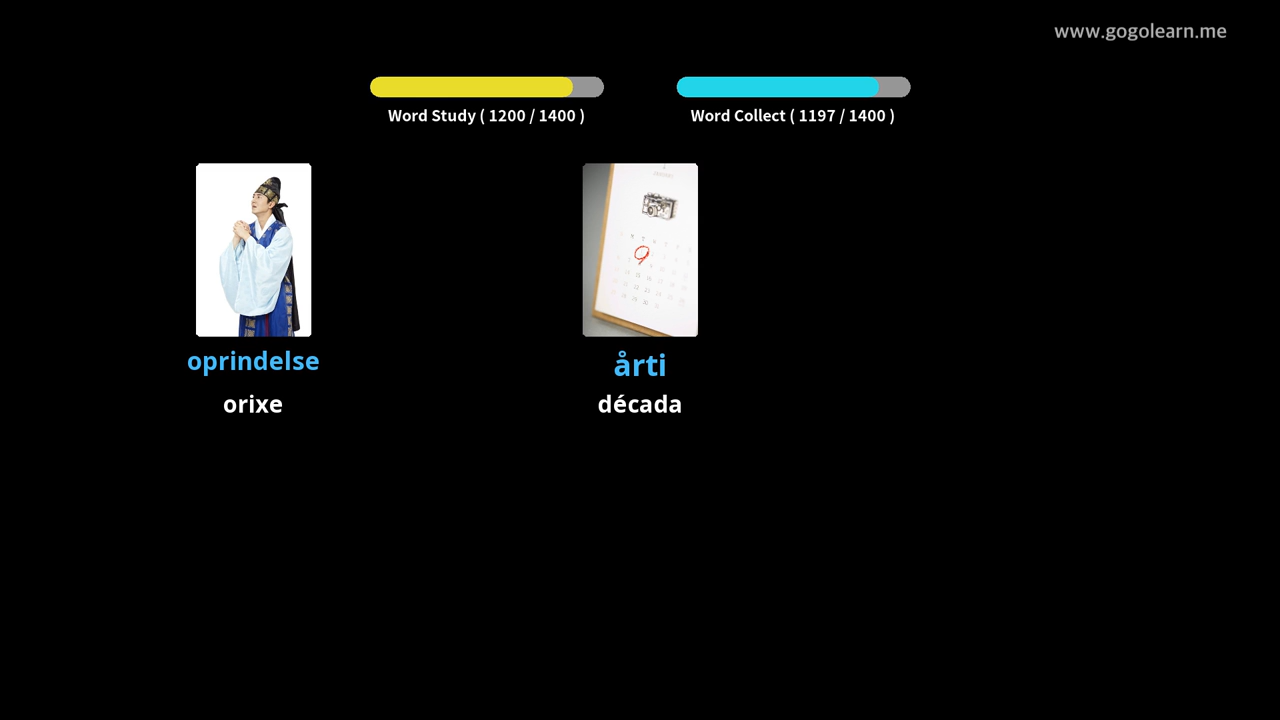 www.gogolearn.me
Word Study ( 1200 / 1400 )
Word Collect ( 1197 / 1400 )
oprindelse
orixe
årti
década